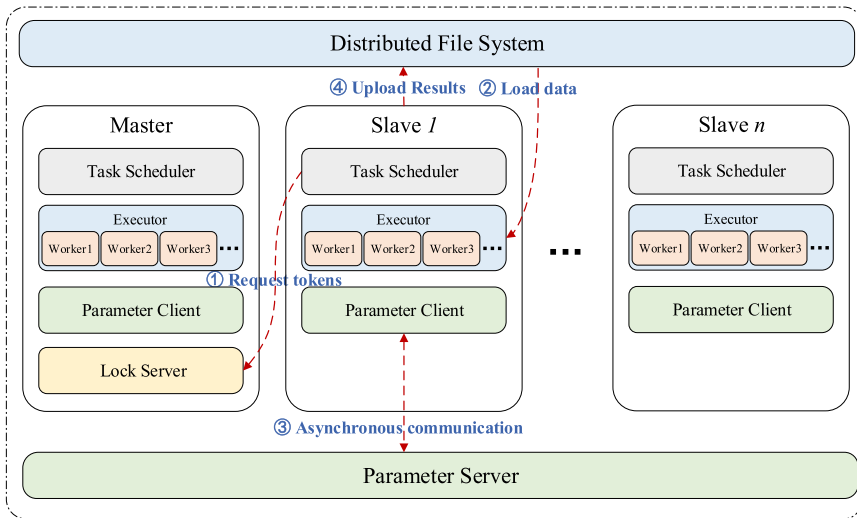 Distributed File System
④ Upload Results
② Load data
Master
Task Scheduler
Executor
Worker1 Worker2 Worker3 ...
Parameter Client
Lock Server
① Request tokens
Slave 1
Task Scheduler
Executor
Worker1 Worker2 Worker3 ...
Parameter Client
...
Slave n
Task Scheduler
Executor
Worker1 Worker2 Worker3 ...
Parameter Client
③ Asynchronous communication
Parameter Server